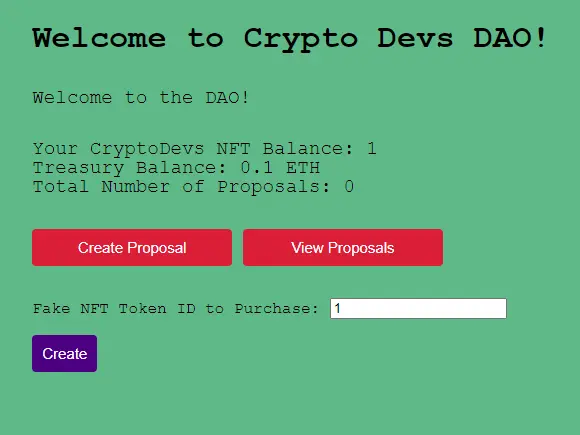 Welcome to Crypto Devs DAO!
Welcome to the DAO!
Your CryptoDevs NFT Balance: 1
Treasury Balance: 0.1 ETH
Total Number of Proposals: 0
Create Proposal View Proposals
Fake NFT Token ID to Purchase: 1
Create